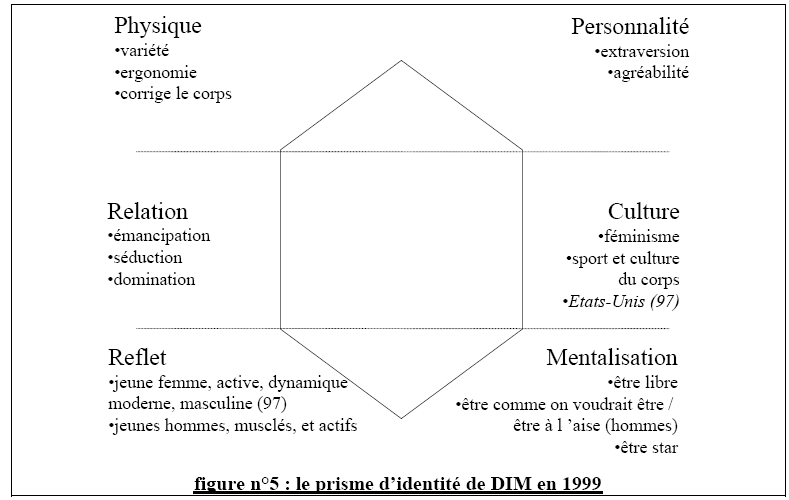 Physique
•variété
•ergonomie
•corrige le corps
Personnalité
•extraversion
•agréabilité
Relation
•émancipation
•séduction
•domination
Culture
•féminisme
•sport et culture
du corps
•Etats-Unis (97)
Reflet
•jeune femme, active, dynamique
moderne, masculine (97)
•jeunes hommes, musclés, et actifs
Mentalisation
•être libre
•être comme on voudrait être /
être à l ’aise (hommes)
•être star
figure n°5 : le prisme d’identité de DIM en 1999